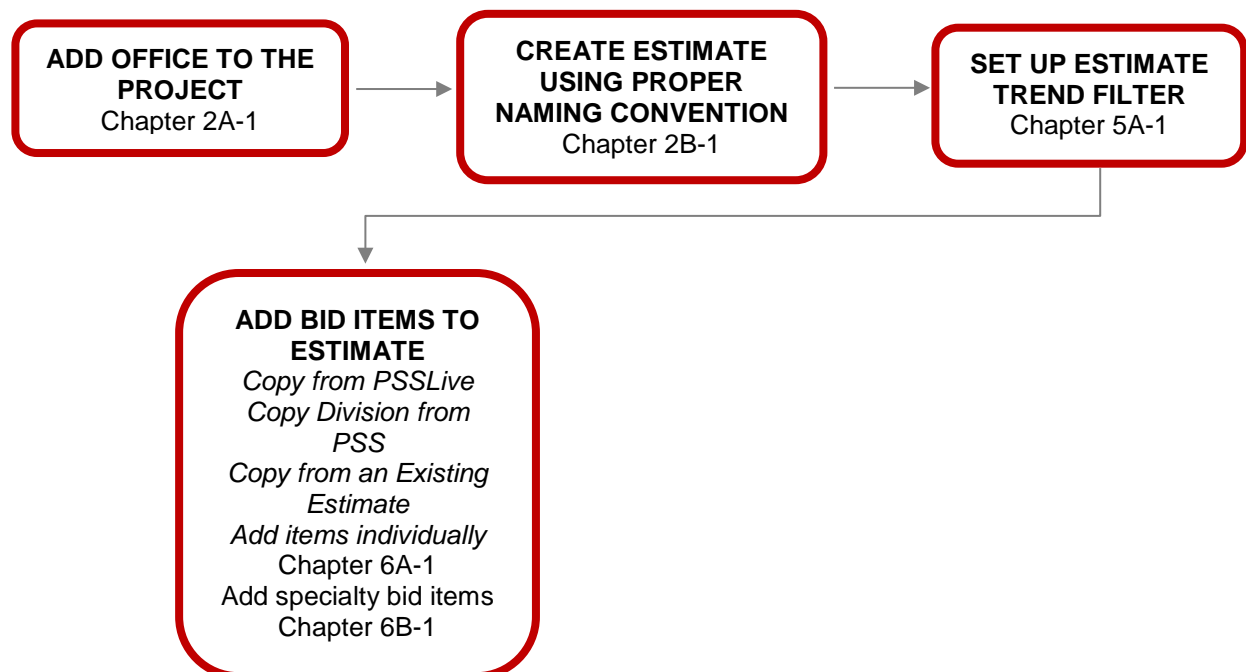 ADD OFFICE TO THE
PROJECT
Chapter 2A-1
CREATE ESTIMATE
USING PROPER
NAMING CONVENTION
Chapter 2B-1
SET UP ESTIMATE
TREND FILTER
Chapter 5A-1
ADD BID ITEMS TO
ESTIMATE
Copy from PSSLive
Copy Division from
PSS
Copy from an Existing
Estimate
Add items individually
Chapter 6A-1
Add specialty bid items
Chapter 6B-1